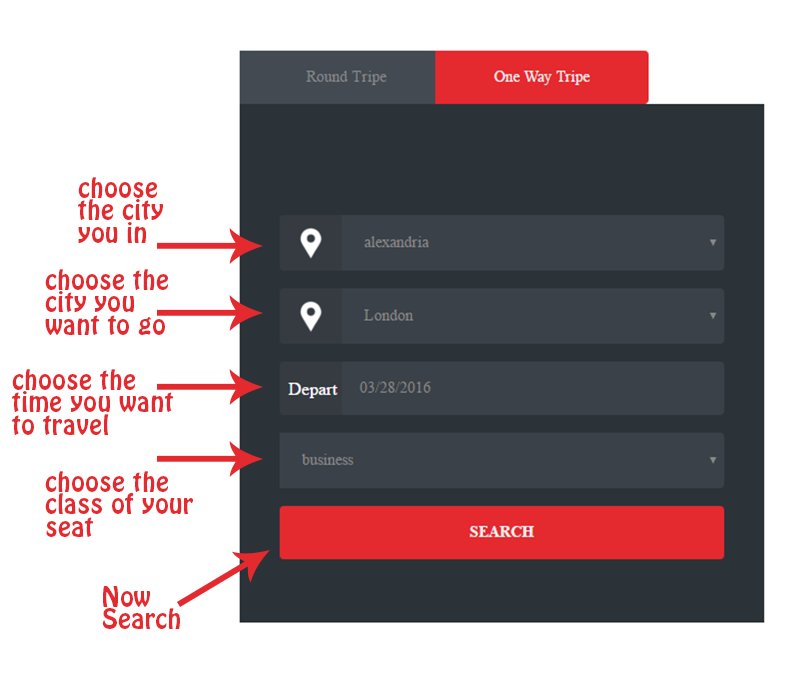 Round Tripe
One Way Tripe
choose
the city
you in
alexandria
choose the
city you
want to go
London
choose the
time you want
to travel
Depart
03/28/2016
business
choose the
class of your
seat
SEARCH
Now
Search